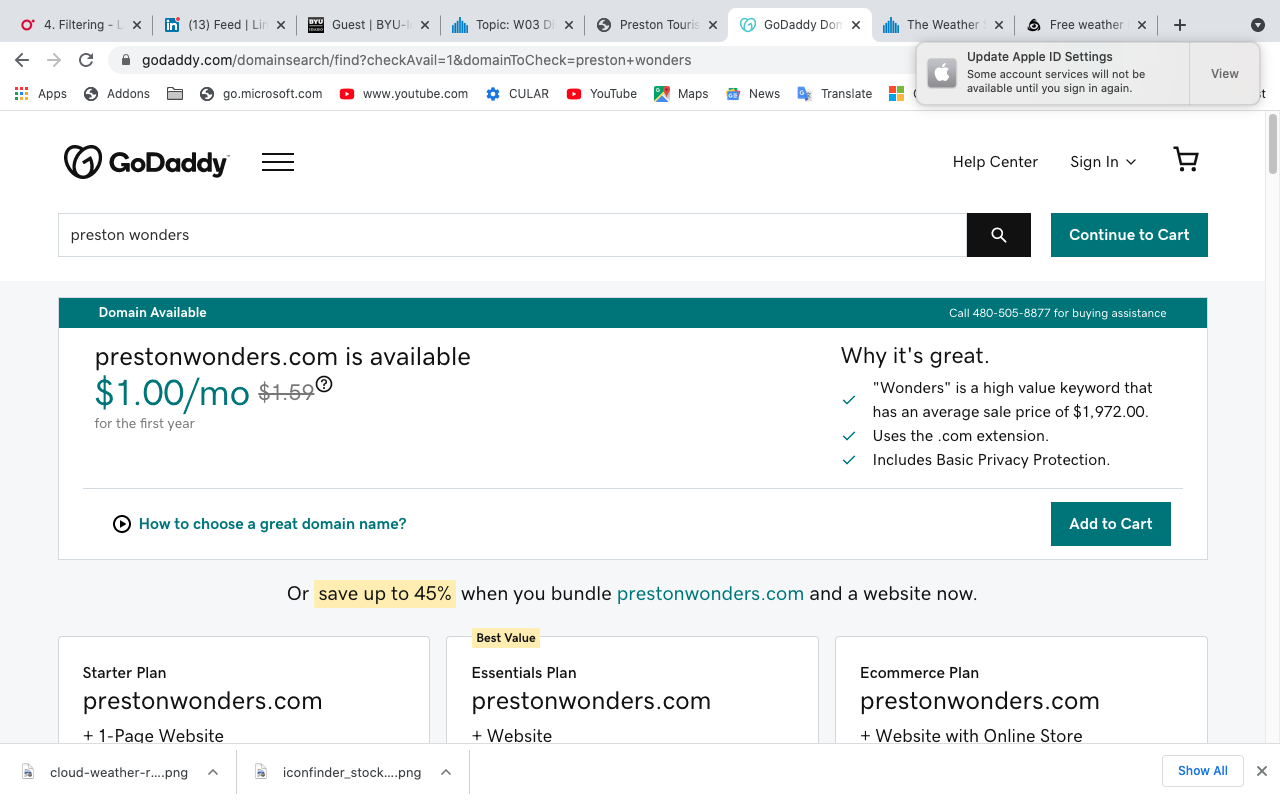 4. Filtering - L
(13) Feed | Lin
Guest | BYU-I
Topic: W03 Di
Preston Touris
GoDaddy Dom
The Weather S
Free weather
godaddy.com/domainsearch/find?checkAvail=1&domainToCheck=preston+wonders
Update Apple ID Settings
Some account services will not be
available until you sign in again.
View
Apps
Addons
go.microsoft.com
www.youtube.com
CULAR
YouTube
Maps
News
Translate
GoDaddy
Help Center
Sign In
preston wonders
Continue to Cart
Domain Available
Call 480-505-8877 for buying assistance
prestonwonders.com is available
$1.00/mo $1.59
for the first year
Why it's great.
"Wonders" is a high value keyword that
has an average sale price of $1,972.00.
Uses the .com extension.
Includes Basic Privacy Protection.
How to choose a great domain name?
Add to Cart
Or save up to 45% when you bundle prestonwonders.com and a website now.
Starter Plan
prestonwonders.com
+ 1-Page Website
Best Value
Essentials Plan
prestonwonders.com
+ Website
Ecommerce Plan
prestonwonders.com
+ Website with Online Store
cloud-weather-r....png
iconfinder_stock....png
Show All